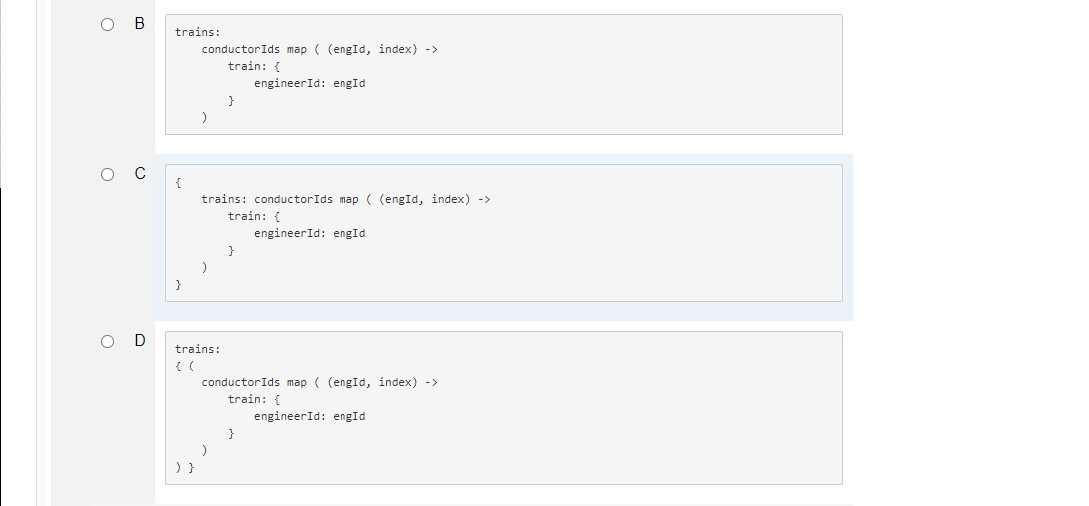 B
trains:
    conductorIds map ( (engId, index) ->
        train: {
            engineerId: engId
        }
    )
C
{
    trains: conductorIds map ( (engId, index) ->
        train: {
            engineerId: engId
        }
    )
}
D
trains:
{ (
    conductorIds map ( (engId, index) ->
        train: {
            engineerId: engId
        }
    )
) }